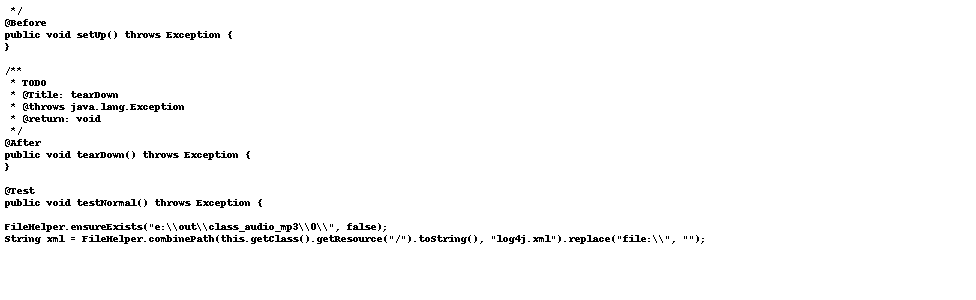 */
@Before
public void setUp() throws Exception {
}

/**
 * TODO
 * @Title: tearDown
 * @throws java.lang.Exception
 * @return: void
 */
@After
public void tearDown() throws Exception {
}

@Test
public void testNormal() throws Exception {

FileHelper.ensureExists("e:\\out\\class_audio_mp3\\0\\", false);
String xml = FileHelper.combinePath(this.getClass().getResource("/").toString(), "log4j.xml").replace("file:\\", "");